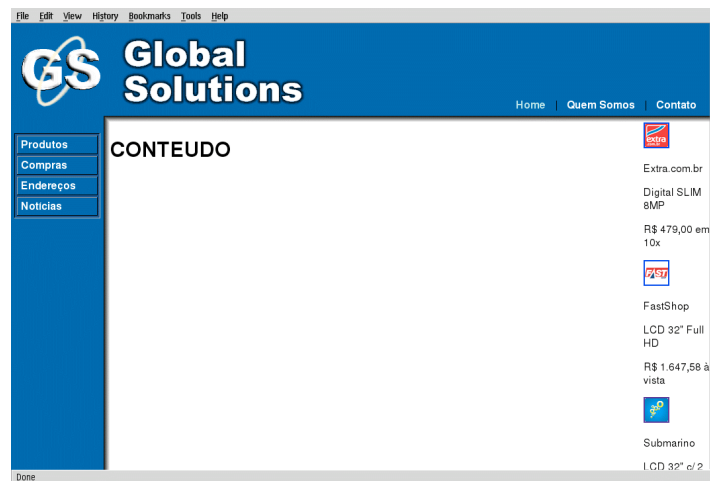 File Edit View History Bookmarks Tools Help
GS
Global
Solutions
Home | Quem Somos | Contato
Produtos
Compras
Endereços
Notícias
CONTEUDO
extra
Extra.com.br
Digital SLIM
8MP
R$ 479,00 em
10x
FAST
FastShop
LCD 32" Full
HD
R$ 1.647,58 à
vista
Submarino
LCD 32" c/ 2
Done